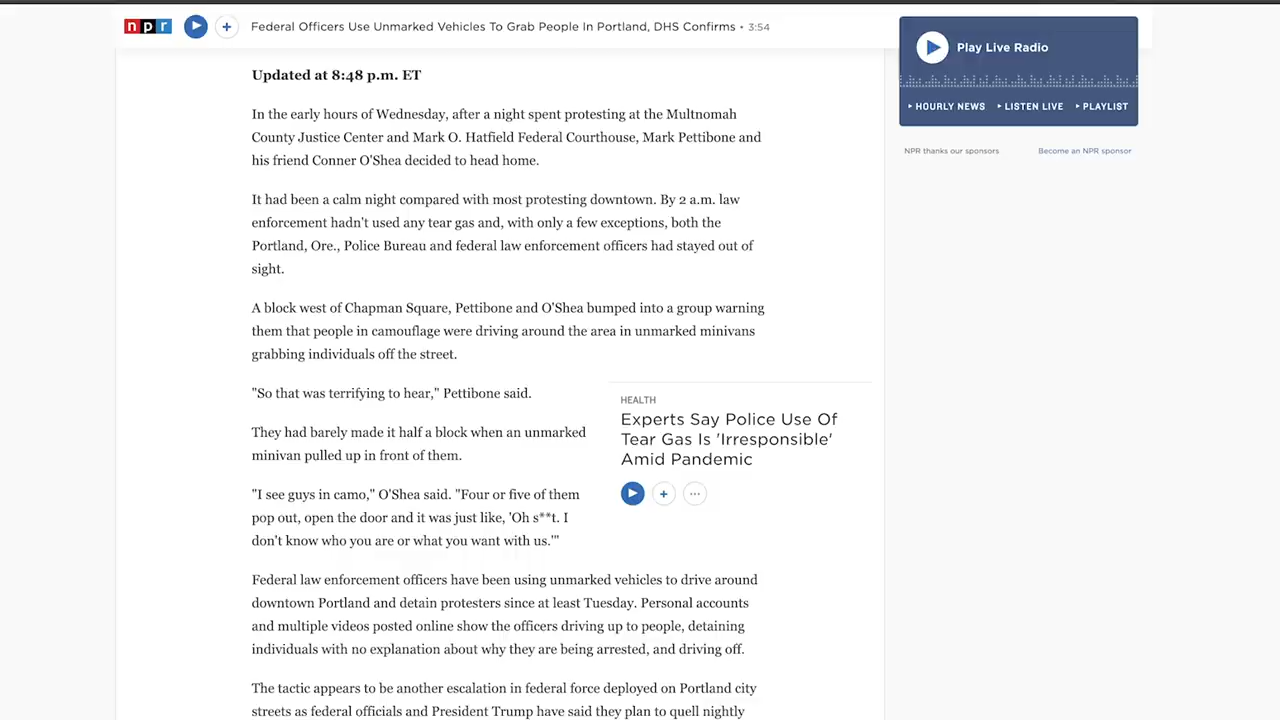 npr Federal Officers Use Unmarked Vehicles To Grab People In Portland, DHS Confirms • 3:54
Play Live Radio
HOURLY NEWS LISTEN LIVE PLAYLIST
NPR thanks our sponsors Become an NPR sponsor
Updated at 8:48 p.m. ET
In the early hours of Wednesday, after a night spent protesting at the Multnomah
County Justice Center and Mark O. Hatfield Federal Courthouse, Mark Pettibone and
his friend Conner O'Shea decided to head home.
It had been a calm night compared with most protesting downtown. By 2 a.m. law
enforcement hadn't used any tear gas and, with only a few exceptions, both the
Portland, Ore., Police Bureau and federal law enforcement officers had stayed out of
sight.
A block west of Chapman Square, Pettibone and O'Shea bumped into a group warning
them that people in camouflage were driving around the area in unmarked minivans
grabbing individuals off the street.
"So that was terrifying to hear," Pettibone said.
They had barely made it half a block when an unmarked
minivan pulled up in front of them.
"I see guys in camo," O'Shea said. "Four or five of them
pop out, open the door and it was just like, 'Oh s**t. I
don't know who you are or what you want with us.'"
HEALTH
Experts Say Police Use Of
Tear Gas Is 'Irresponsible'
Amid Pandemic
Federal law enforcement officers have been using unmarked vehicles to drive around
downtown Portland and detain protesters since at least Tuesday. Personal accounts
and multiple videos posted online show the officers driving up to people, detaining
individuals with no explanation about why they are being arrested, and driving off.
The tactic appears to be another escalation in federal force deployed on Portland city
streets as federal officials and President Trump have said they plan to quell nightly